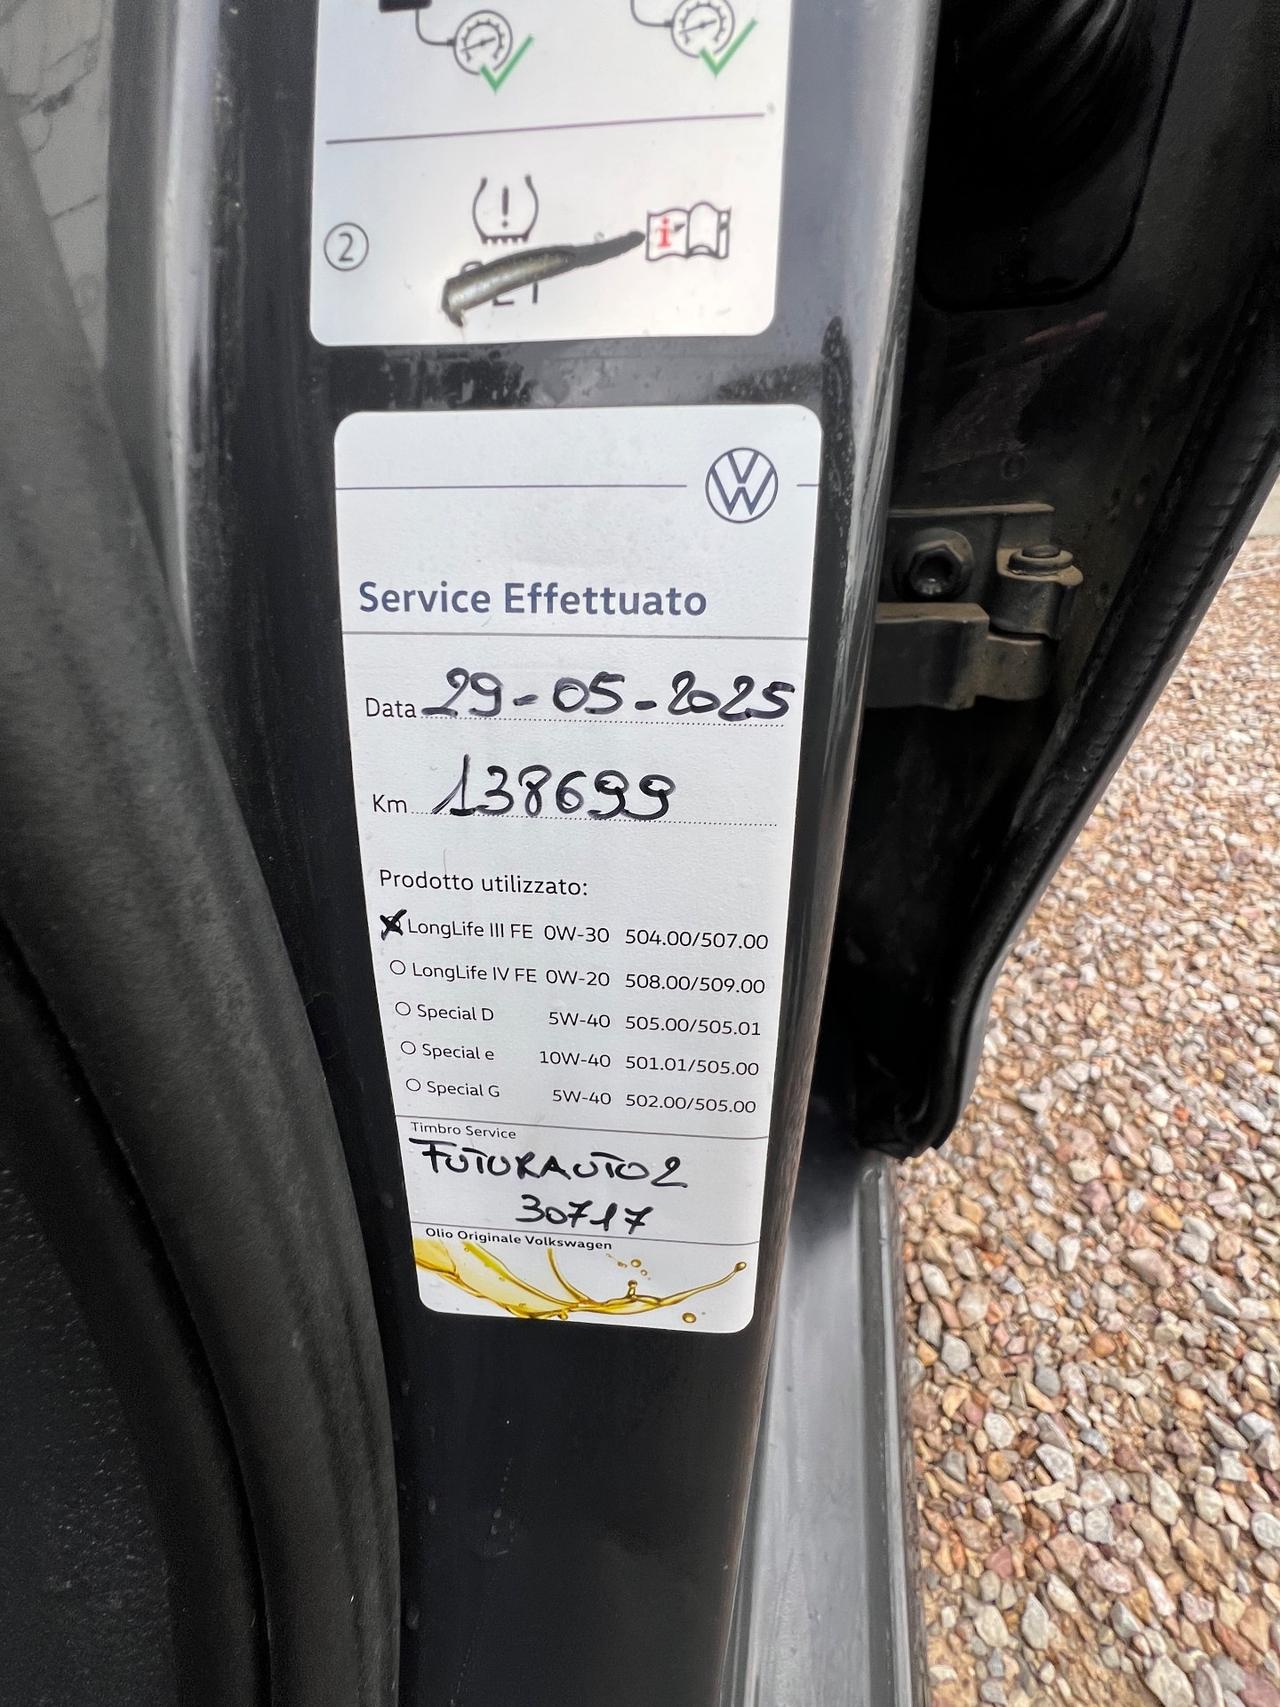 2
Service Effettuato
Data 29-05-2025
Km 138699
Prodotto utilizzato:
LongLife III FE 0W-30 504.00/507.00
LongLife IV FE 0W-20 508.00/509.00
Special D 5W-40 505.00/505.01
Special e 10W-40 501.01/505.00
Special G 5W-40 502.00/505.00
Timbro Service
FUTURAUTO2
30717
Olio Originale Volkswagen